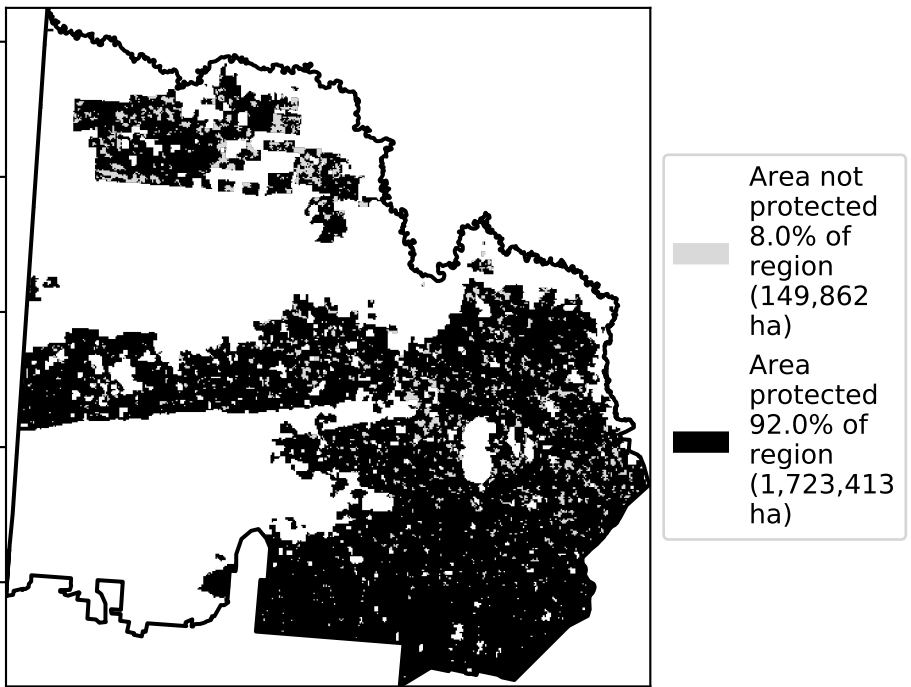 Area not
protected
8.0% of
region
(149,862
ha)
Area
protected
92.0% of
region
(1,723,413
ha)